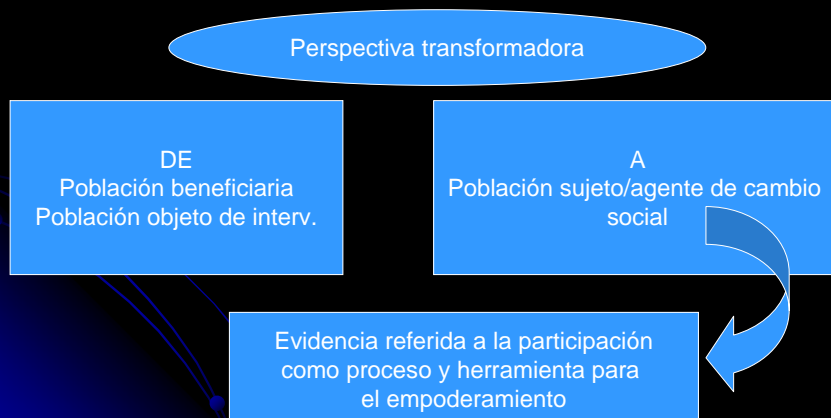 Perspectiva transformadora
DE
Población beneficiaria
Población objeto de interv.
A
Población sujeto/agente de cambio
social
Evidencia referida a la participación
como proceso y herramienta para
el empoderamiento